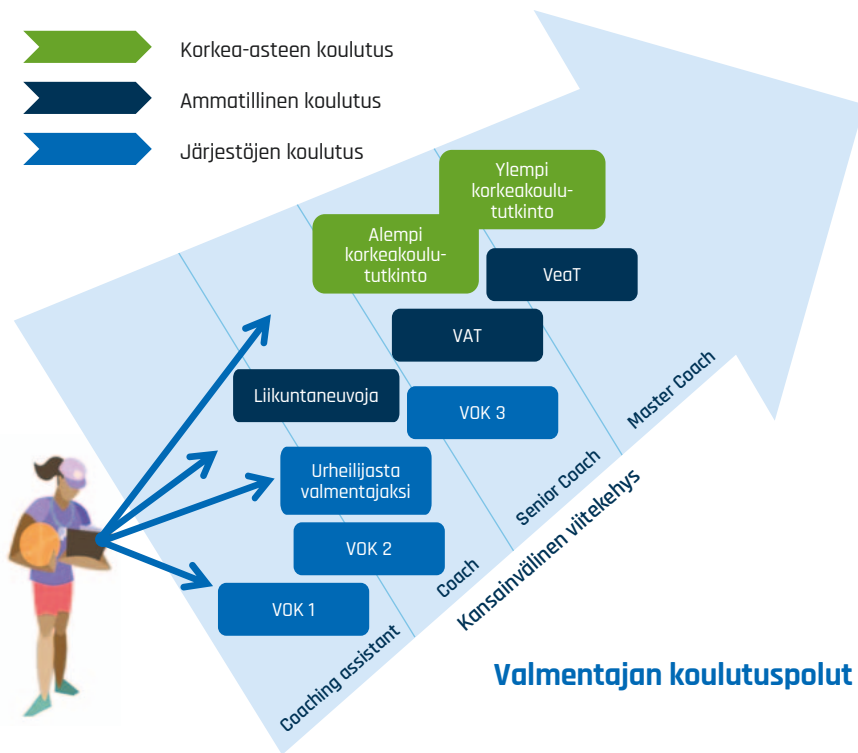 Korkea-asteen koulutus
Ammatillinen koulutus
Järjestöjen koulutus
Ylempi
korkeakoulu-
tutkinto
Alempi
korkeakoulu-
tutkinto
VeaT
VAT
Liikuntaneuvoja
VOK 3
Urheilijasta
valmentajaksi
VOK 2
VOK 1
Coaching assistant
Coach
Senior Coach
Master Coach
Kansainvälinen viitekehys
Valmentajan koulutuspolut